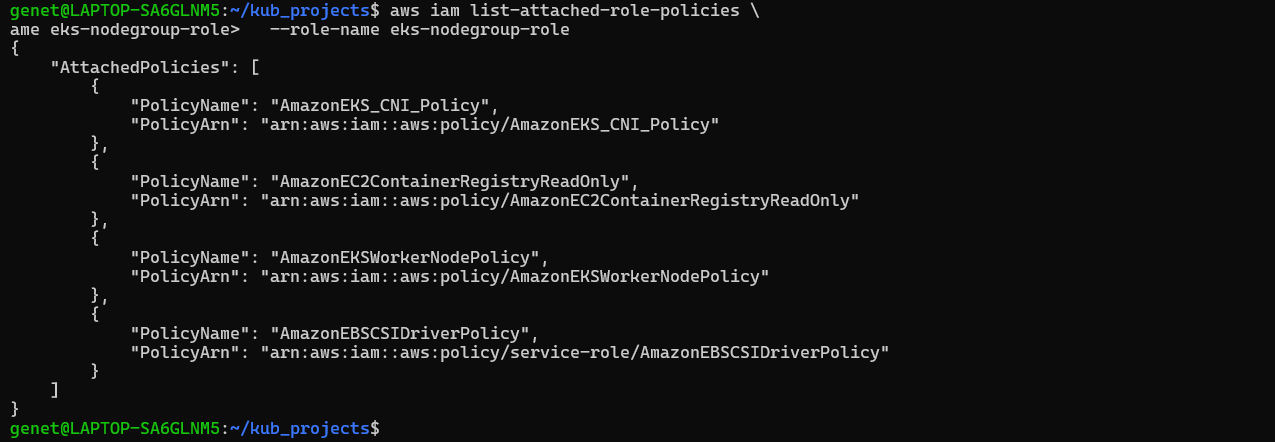 genet@LAPTOP-SA6GLNM5:~/kub_projects$ aws iam list-attached-role-policies \
ame eks-nodegroup-role>   --role-name eks-nodegroup-role
{
    "AttachedPolicies": [
        {
            "PolicyName": "AmazonEKS_CNI_Policy",
            "PolicyArn": "arn:aws:iam::aws:policy/AmazonEKS_CNI_Policy"
        },
        {
            "PolicyName": "AmazonEC2ContainerRegistryReadOnly",
            "PolicyArn": "arn:aws:iam::aws:policy/AmazonEC2ContainerRegistryReadOnly"
        },
        {
            "PolicyName": "AmazonEKSWorkerNodePolicy",
            "PolicyArn": "arn:aws:iam::aws:policy/AmazonEKSWorkerNodePolicy"
        },
        {
            "PolicyName": "AmazonEBSCSIDriverPolicy",
            "PolicyArn": "arn:aws:iam::aws:policy/service-role/AmazonEBSCSIDriverPolicy"
        }
    ]
}
genet@LAPTOP-SA6GLNM5:~/kub_projects$